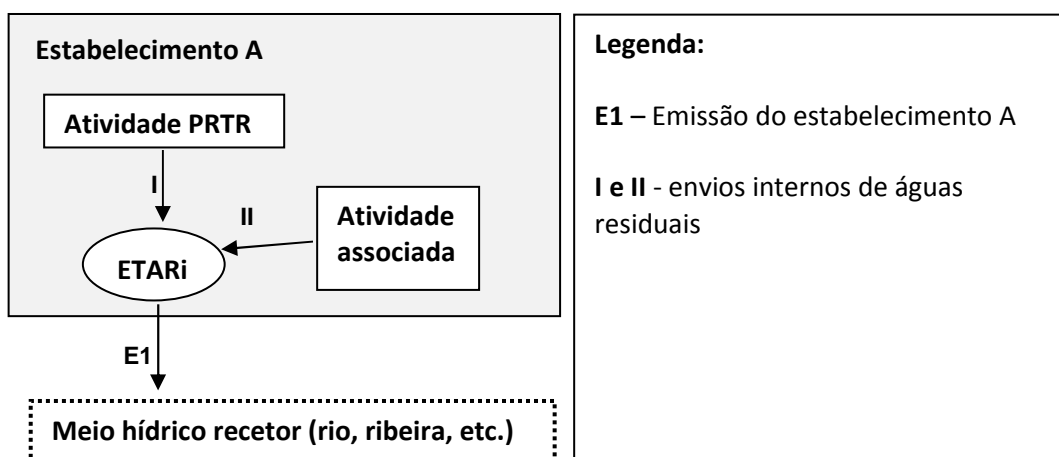 Estabelecimento A
Atividade PRTR
I
II
Atividade
associada
ETARi
E1
Meio hídrico recetor (rio, ribeira, etc.)
Legenda:
E1 – Emissão do estabelecimento A
I e II - envios internos de águas
residuais